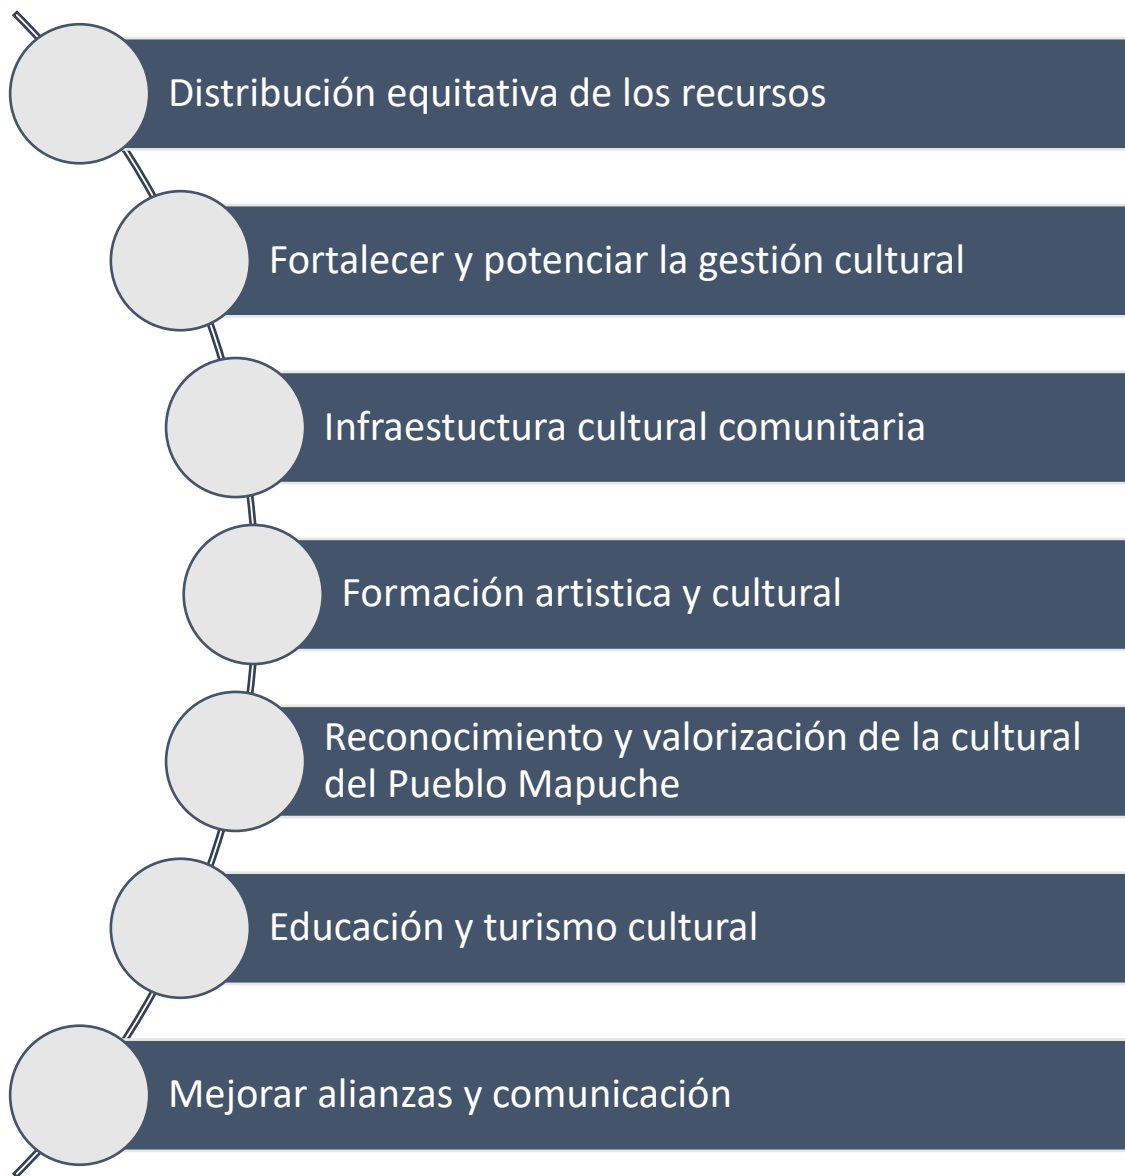 Distribución equitativa de los recursos
Fortalecer y potenciar la gestión cultural
Infraestuctura cultural comunitaria
Formación artistica y cultural
Reconocimiento y valorización de la cultural
del Pueblo Mapuche
Educación y turismo cultural
Mejorar alianzas y comunicación